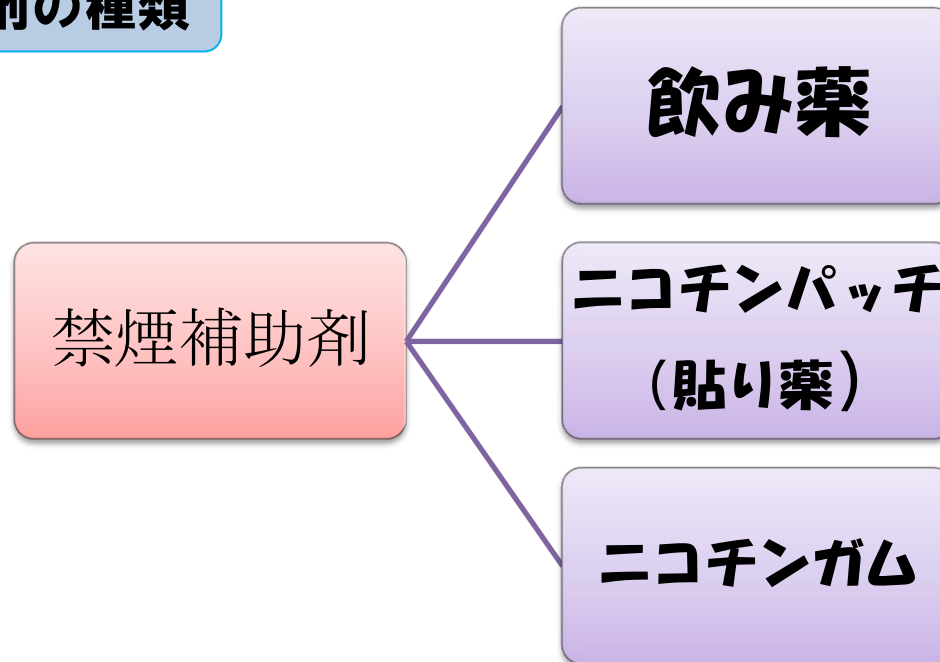 の種類
飲み薬
禁煙補助剤
ニコチンパッチ
（貼り薬）
ニコチンガム